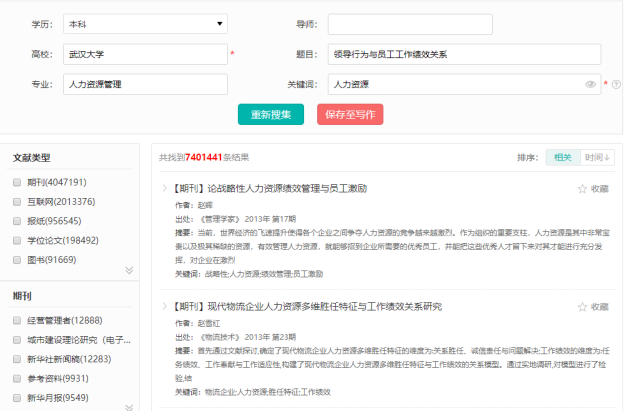 学历： 本科 导师：
高校： 武汉大学 * 题目： 领导行为与员工工作绩效关系
专业： 人力资源管理 关键词： 人力资源 * ?
重新搜集 保存至写作
文献类型
期刊(4047191)
互联网(2013376)
报纸(956545)
学位论文(198492)
图书(91669)
期刊
经营管理者(12888)
城市建设理论研究（电子...
新华社新闻稿(12283)
参考资料(9931)
新华月报(9549)
共找到7401441条结果 排序： 相关 时间↓
【期刊】论战略性人力资源绩效管理与员工激励 收藏
作者：赵晖
出处：《管理学家》 2013年 第17期
摘要：当前，世界经济的飞速提升使得各个企业之间争夺人力资源的竞争越来越激烈。作为组织的重要支柱，人力资源是其中非常宝
贵以及极其稀缺的资源，有效管理人力资源，就能够招到企业所需要的优秀员工，并能把这些优秀人才留下来对其才能进行充分发
挥，对企业在激烈
关键词：战略性;人力资源;绩效管理;员工激励
【期刊】现代物流企业人力资源多维胜任特征与工作绩效关系研究 收藏
作者：赵雪红
出处：《物流技术》 2013年 第23期
摘要：首先通过文献探讨,确定了现代物流企业人力资源多维胜任特征的维度为:关系胜任、诚信责任与问题解决;工作绩效的维度为:任
务绩效、工作奉献与工作适应性,构建了现代物流企业人力资源多维胜任特征与工作绩效的关系模型。通过实地调研,对模型进行了检
验,结
关键词：物流企业;人力资源;胜任特征;工作绩效